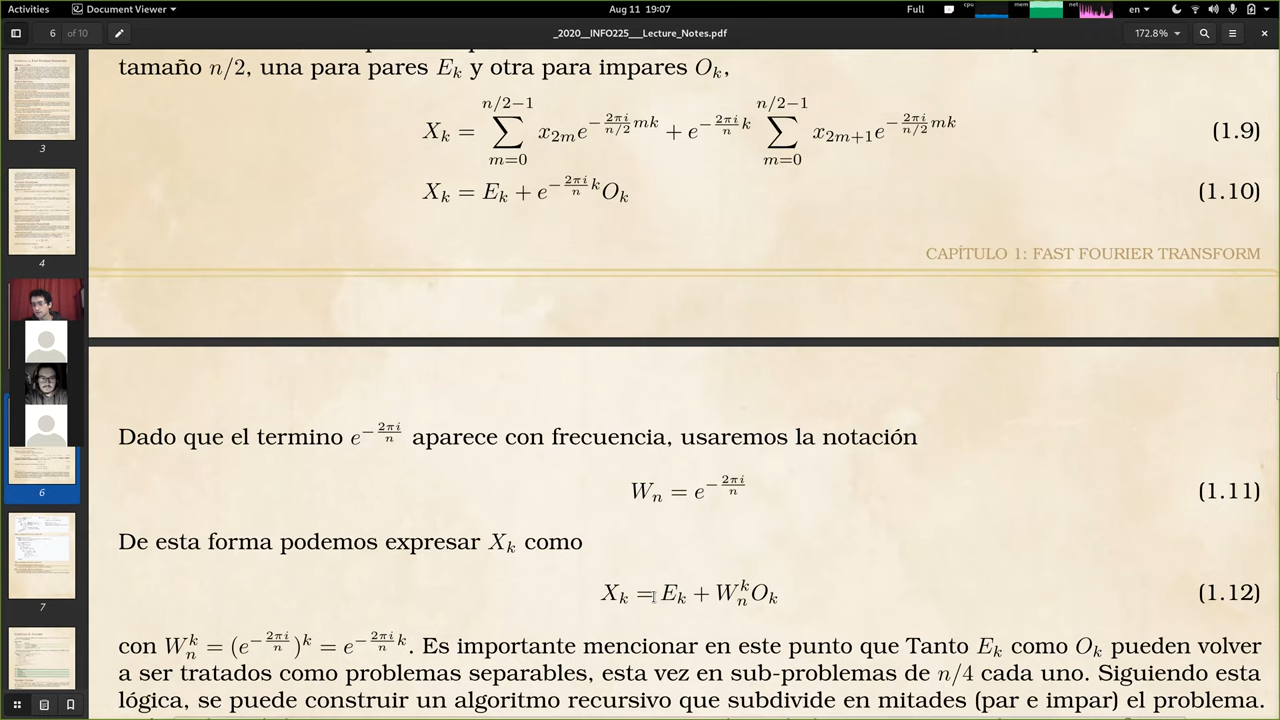 Activities Document Viewer Aug 11 19:07 Full cpu mem net en
6 of 10 _2020__INFO225___Lecture_Notes.pdf 172.8%
tamaño n/2, una para pares E_k y otra para impares O_k,
X_k = \sum_{m=0}^{n/2-1} x_{2m} e^{-\frac{2\pi i}{n/2} mk} + e^{-\frac{2\pi i}{n} k} \sum_{m=0}^{n/2-1} x_{2m+1} e^{-\frac{2\pi i}{n/2} mk} (1.9)
X_k = E_k + e^{-\frac{2\pi i}{n} k} O_k (1.10)
CAPÍTULO 1: FAST FOURIER TRANSFORM
Dado que el termino e^{-\frac{2\pi i}{n}} aparece con frecuencia, usaremos la notación
W_n = e^{-\frac{2\pi i}{n}} (1.11)
De esta forma podemos expresar X_k como
X_k = E_k + W_n^k O_k (1.12)
con W_n^k = (e^{-\frac{2\pi i}{n}})^k = e^{-\frac{2\pi i}{n} k}. Es importante mencionar en este punto que Tanto E_k como O_k pueden volver
a ser tratados como problemas separables, esta vez en sub-problemas de n/4 cada uno. Siguiendo esta
logica, se puede construir un algoritmo recursivo que subdivide en mitades (par e impar) el problema.
3
4
6
7